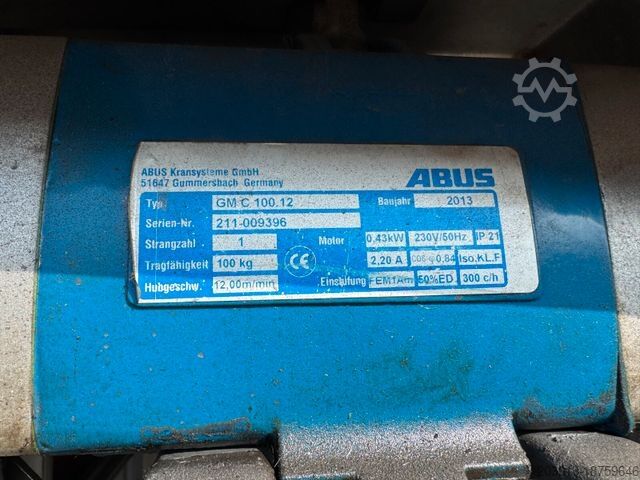 ABUS Kransysteme GmbH
51647 Gummersbach Germany
ABUS
Typ GM C 100.12 Baujahr 2013
Serien-Nr. 211-009396
Strangzahl 1 Motor 0,43kW 230V/50Hz IP 21
Tragfähigkeit 100 kg CE 2,20 A cos φ 0,84 Iso.KL.F
Hubgeschw. 12,00m/min Einstufung FEM1Am 50%ED 300 c/h
18759646